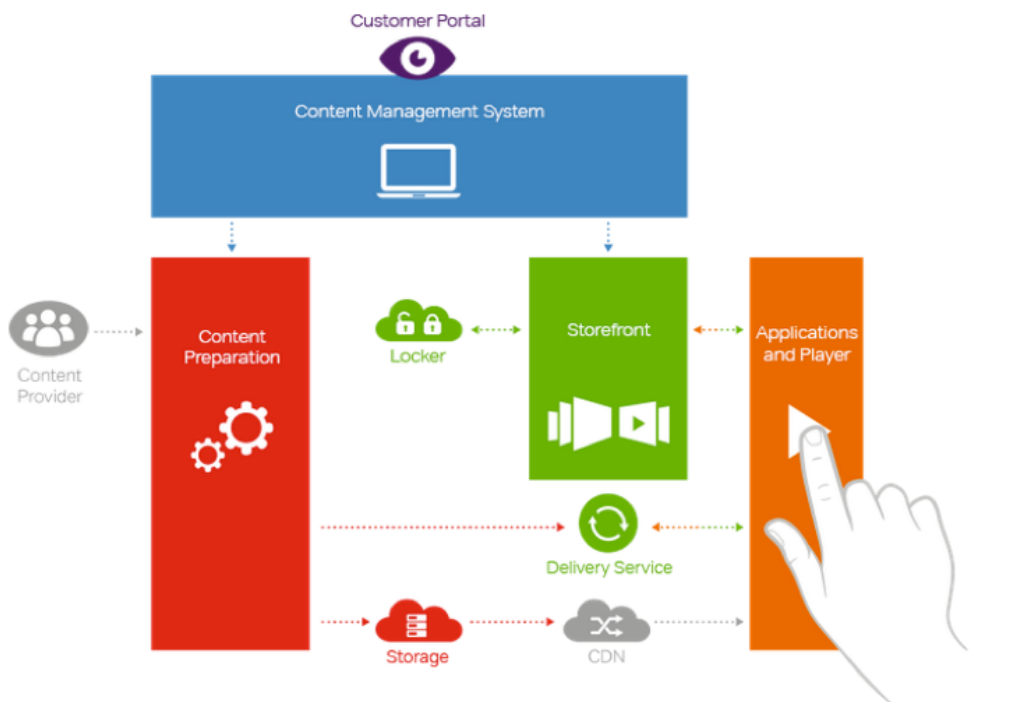 Customer Portal
Content Management System
Content
Preparation
Content
Provider
Locker
Storefront
Applications
and Player
Delivery Service
Storage
CDN